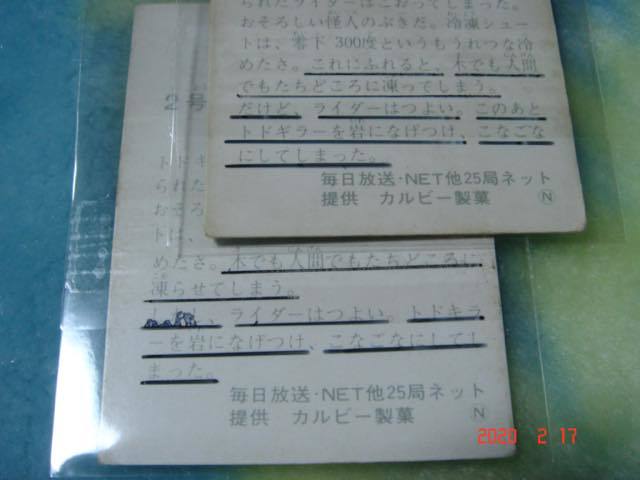 られたライダーはこおってしまった。
おそろしい怪人のぶきだ。冷凍シュー
トは、零下300度というもうれつな冷
めたさ。これにふれると、木でも人間
でもたちどころに凍ってしまう。
だけど、ライダーはつよい。このあと
トドギラーを岩になげつけ、こなごな
にしてしまった。
毎日放送・NET他25局ネット
提供 カルビー製菓 N
2号
トドギ
られた
おそろ
トは、
めたさ。木でも人間でもたちどころに
凍らせてしまう。
、ライダーはつよい。トドギラ
ーを岩になげつけ、こなごなにしてし
まった。
毎日放送・NET他25局ネット
提供 カルビー製菓 N
2020 2 17